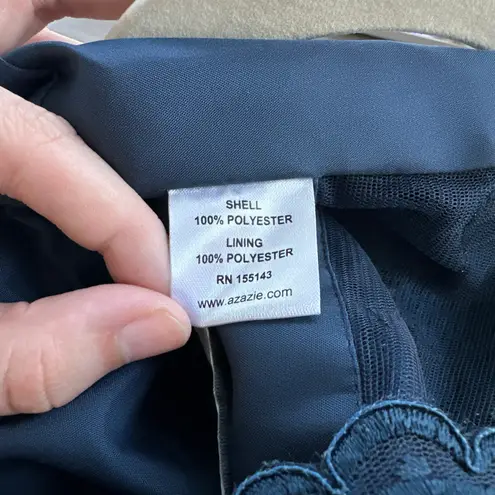 SHELL
100% POLYESTER
LINING
100% POLYESTER
RN 155143
www.azazie.com